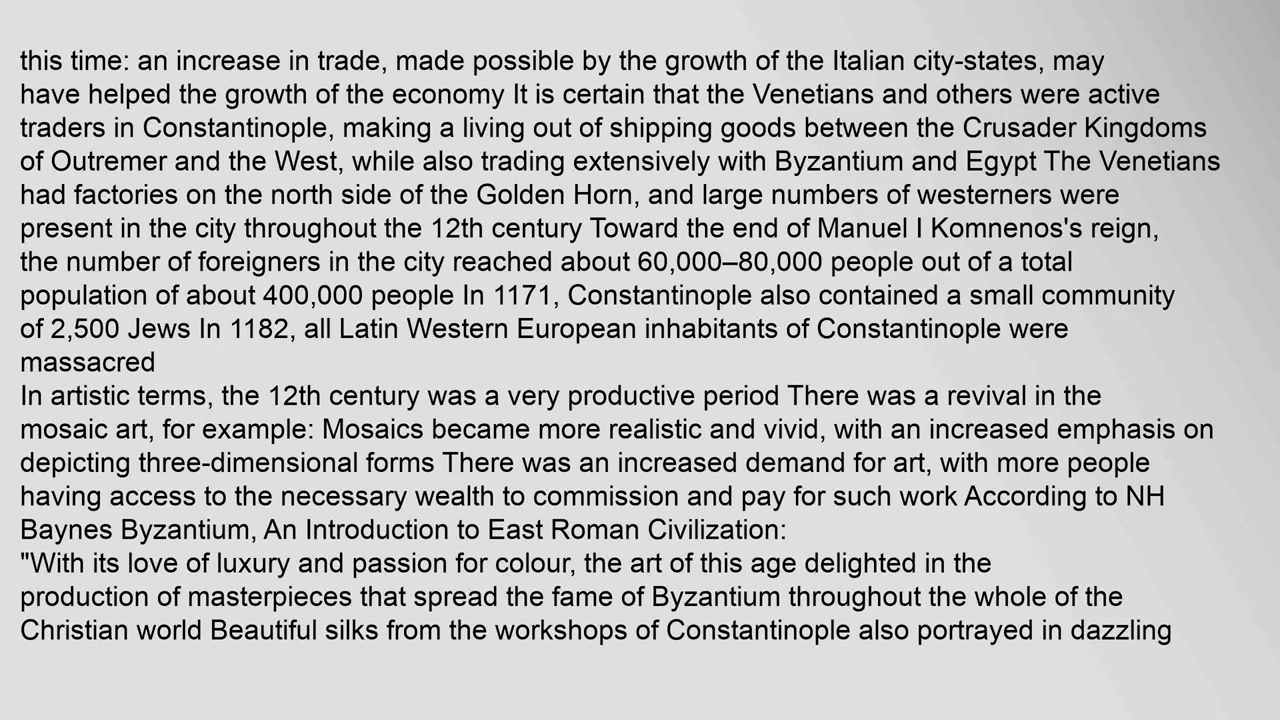 this time: an increase in trade, made possible by the growth of the Italian city-states, may
have helped the growth of the economy It is certain that the Venetians and others were active
traders in Constantinople, making a living out of shipping goods between the Crusader Kingdoms
of Outremer and the West, while also trading extensively with Byzantium and Egypt The Venetians
had factories on the north side of the Golden Horn, and large numbers of westerners were
present in the city throughout the 12th century Toward the end of Manuel I Komnenos's reign,
the number of foreigners in the city reached about 60,000–80,000 people out of a total
population of about 400,000 people In 1171, Constantinople also contained a small community
of 2,500 Jews In 1182, all Latin Western European inhabitants of Constantinople were
massacred
In artistic terms, the 12th century was a very productive period There was a revival in the
mosaic art, for example: Mosaics became more realistic and vivid, with an increased emphasis on
depicting three-dimensional forms There was an increased demand for art, with more people
having access to the necessary wealth to commission and pay for such work According to NH
Baynes Byzantium, An Introduction to East Roman Civilization:
"With its love of luxury and passion for colour, the art of this age delighted in the
production of masterpieces that spread the fame of Byzantium throughout the whole of the
Christian world Beautiful silks from the workshops of Constantinople also portrayed in dazzling